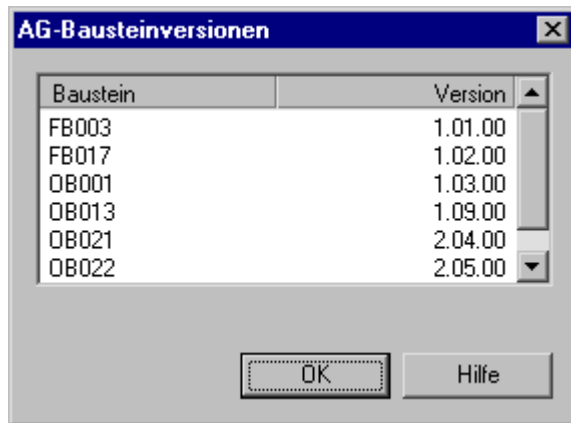 AG-Bausteinversionen
Baustein Version
FB003 1.01.00
FB017 1.02.00
OB001 1.03.00
OB013 1.09.00
OB021 2.04.00
OB022 2.05.00
OK Hilfe